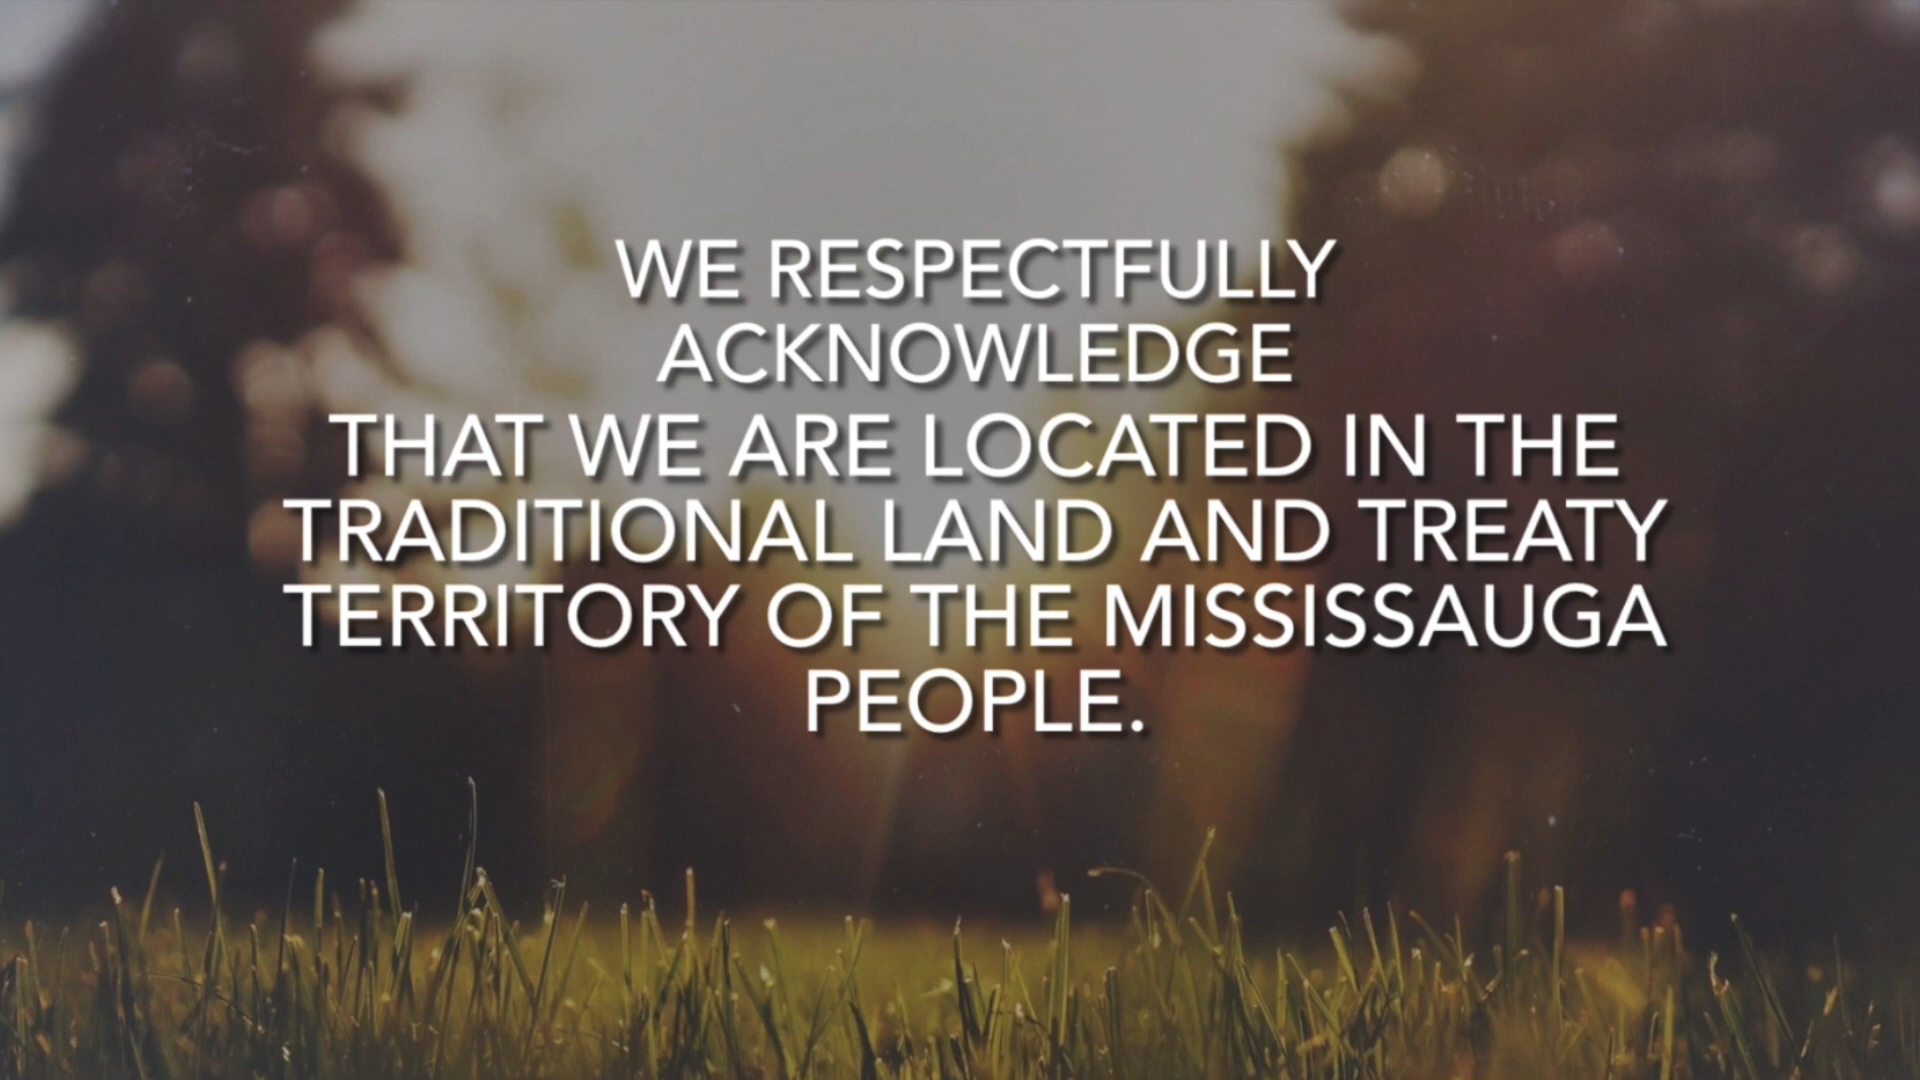 WE RESPECTFULLY
ACKNOWLEDGE
THAT WE ARE LOCATED IN THE
TRADITIONAL LAND AND TREATY
TERRITORY OF THE MISSISSAUGA
PEOPLE.